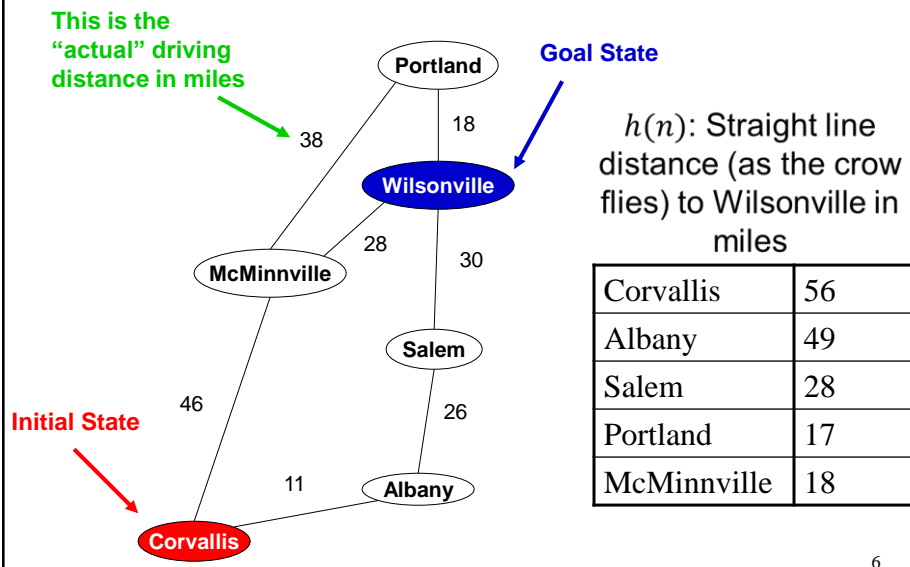 This is the
“actual” driving
distance in miles
Goal State
Portland
18
38
Wilsonville
28
30
McMinnville
Salem
46
26
Initial State
11
Albany
Corvallis
h(n): Straight line
distance (as the crow
flies) to Wilsonville in
miles
Corvallis 56
Albany 49
Salem 28
Portland 17
McMinnville 18
6